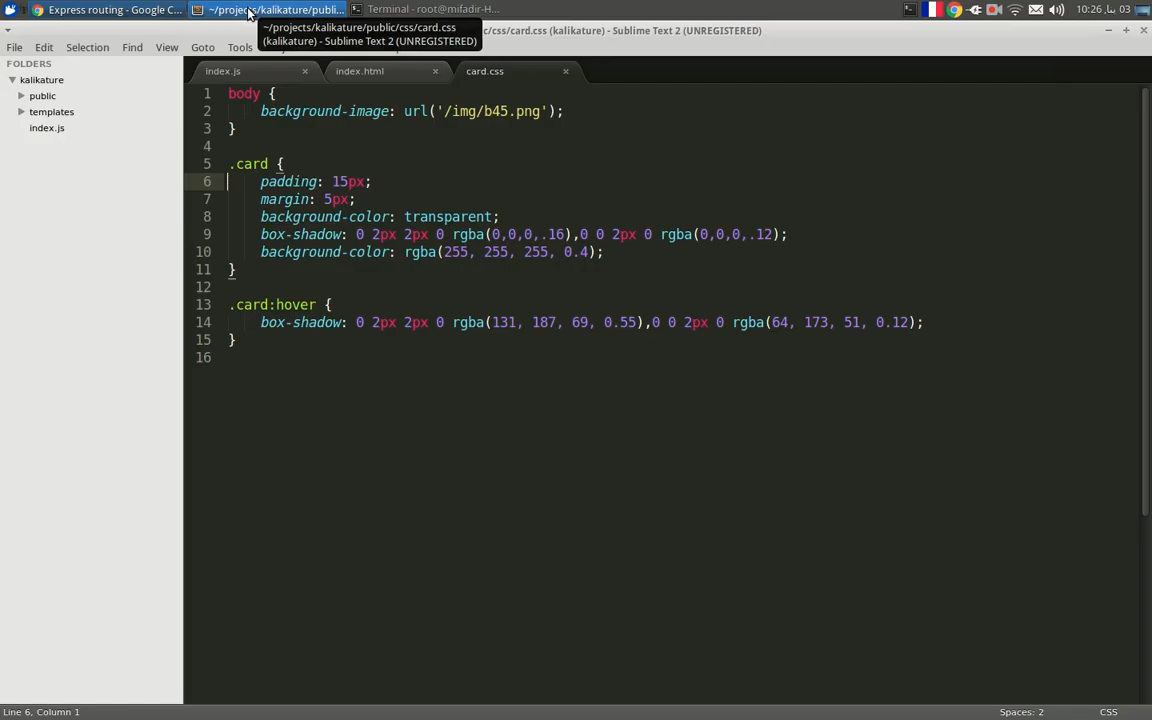 Express routing - Google C... ~/projects/kalikature/publi... Terminal - root@mifadir-H... 10:26 يناير 03
~/projects/kalikature/public/css/card.css
(kalikature) - Sublime Text 2 (UNREGISTERED)
c/css/card.css (kalikature) - Sublime Text 2 (UNREGISTERED)
File Edit Selection Find View Goto Tools
FOLDERS
kalikature
public
templates
index.js
index.js index.html card.css
1 body {
2 background-image: url('/img/b45.png');
3 }
4
5 .card {
6 padding: 15px;
7 margin: 5px;
8 background-color: transparent;
9 box-shadow: 0 2px 2px 0 rgba(0,0,0,.16),0 0 2px 0 rgba(0,0,0,.12);
10 background-color: rgba(255, 255, 255, 0.4);
11 }
12
13 .card:hover {
14 box-shadow: 0 2px 2px 0 rgba(131, 187, 69, 0.55),0 0 2px 0 rgba(64, 173, 51, 0.12);
15 }
16
Line 6, Column 1 Spaces: 2 CSS